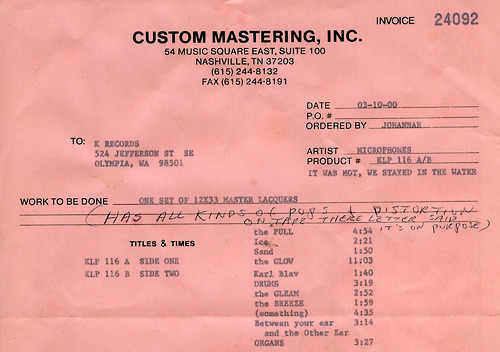 INVOICE 24092
CUSTOM MASTERING, INC.
54 MUSIC SQUARE EAST, SUITE 100
NASHVILLE, TN 37203
(615) 244-8132
FAX (615) 244-8191
DATE 03-10-00
P.O. #
ORDERED BY JOHANNAH
TO: K RECORDS
524 JEFFERSON ST SE
OLYMPIA, WA 98501
ARTIST MICROPHONES
PRODUCT # KLP 116 A/B
IT WAS HOT, WE STAYED IN THE WATER
WORK TO BE DONE ONE SET OF 12X33 MASTER LACQUERS
(HAS ALL KINDS OF POPS & DISTORTION
ON TAPE THERE LETTER SAID
IT'S ON PURPOSE)
TITLES & TIMES
the PULL 4:54
Ice 2:21
Sand 1:50
KLP 116 A SIDE ONE the GLOW 11:03
KLP 116 B SIDE TWO Karl Blav 1:40
DRUMS 3:19
the GLEAM 2:52
the BREEZE 1:59
(something) 4:35
Between your ear 3:14
and the Other Ear
ORGANS 3:27